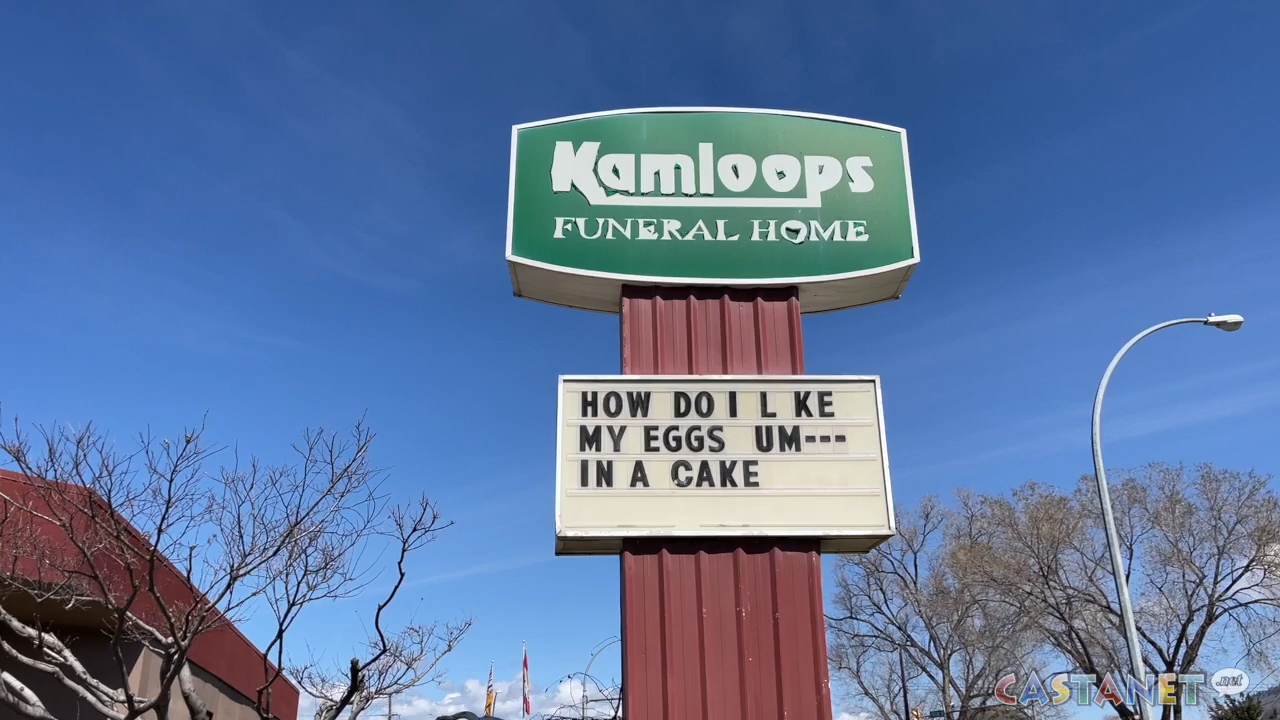 Kamloops
FUNERAL HOME
HOW DO I L KE
MY EGGS UM---
IN A CAKE
CASTANET.net